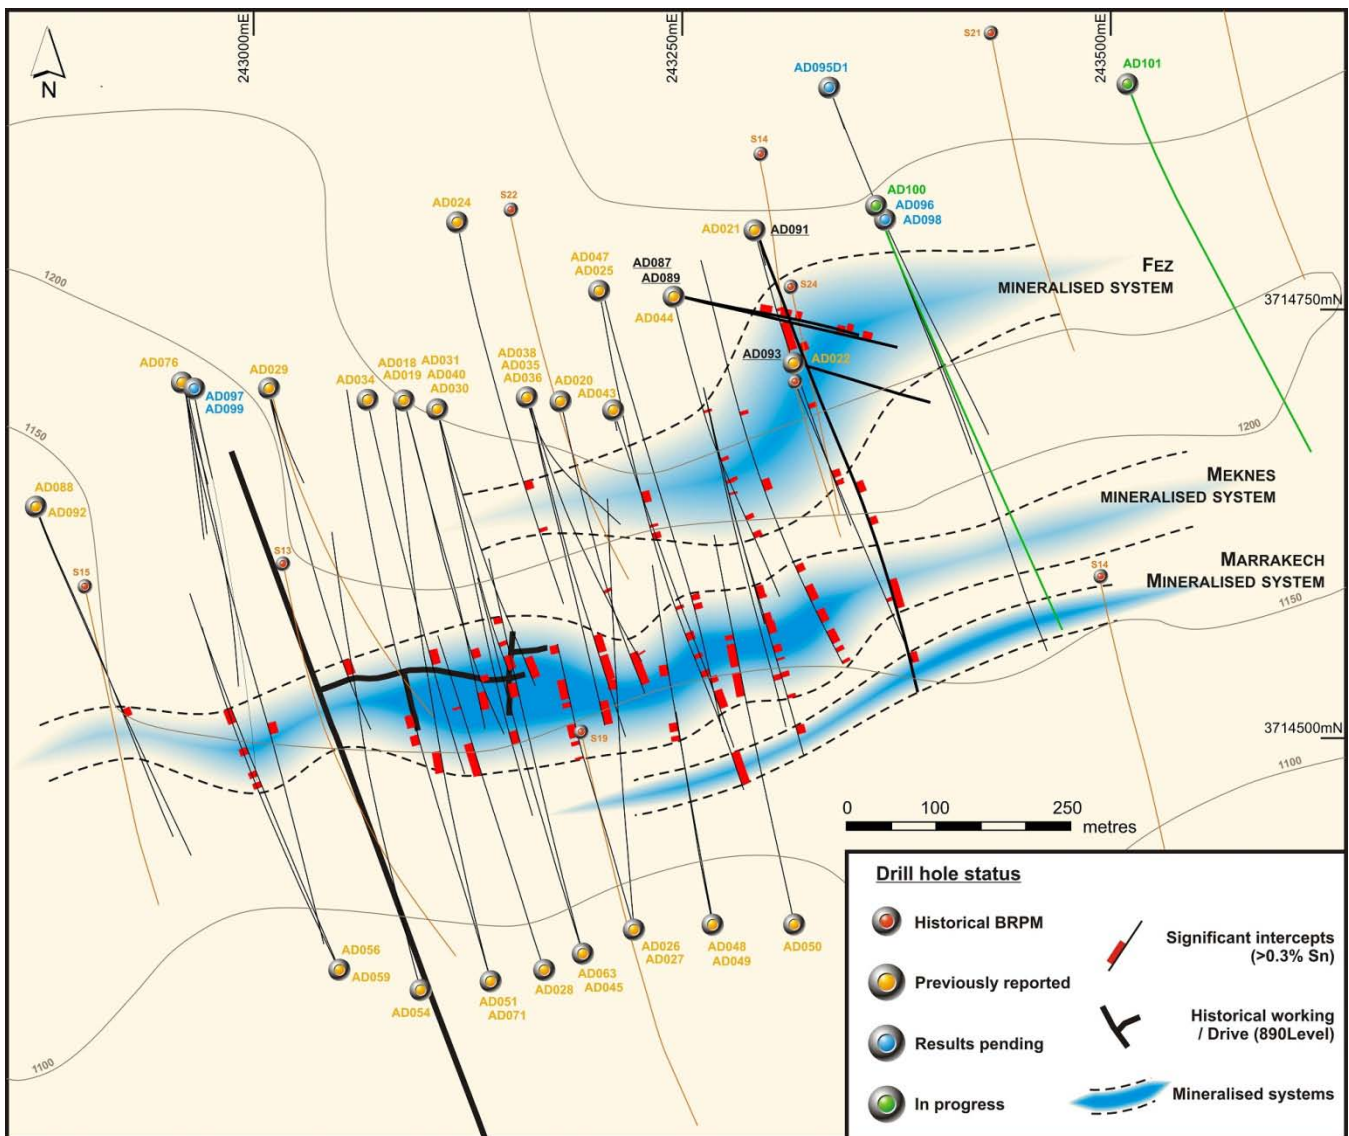 243000mE
243250mE
243500mE
N
S21
AD095D1
AD101
S14
AD100
AD096
AD098
S22
AD024
AD021
AD091
AD047
AD025
AD087
AD089
AD044
S24
FEZ
MINERALISED SYSTEM
3714750mN
1200
AD093
AD022
AD076
AD097
AD099
AD029
AD034
AD018
AD019
AD031
AD040
AD030
AD038
AD035
AD036
AD020
AD043
1150
1200
MEKNES
MINERALISED SYSTEM
AD088
AD092
S15
S13
MARRAKECH
MINERALISED SYSTEM
S14
1150
S19
3714500mN
1100
0 100 250
metres
AD056
AD059
AD054
AD051
AD071
AD028
AD063
AD045
AD026
AD027
AD048
AD049
AD050
1100
Drill hole status
Historical BRPM
Previously reported
Results pending
In progress
Significant intercepts
(>0.3% Sn)
Historical working
/ Drive (890Level)
Mineralised systems